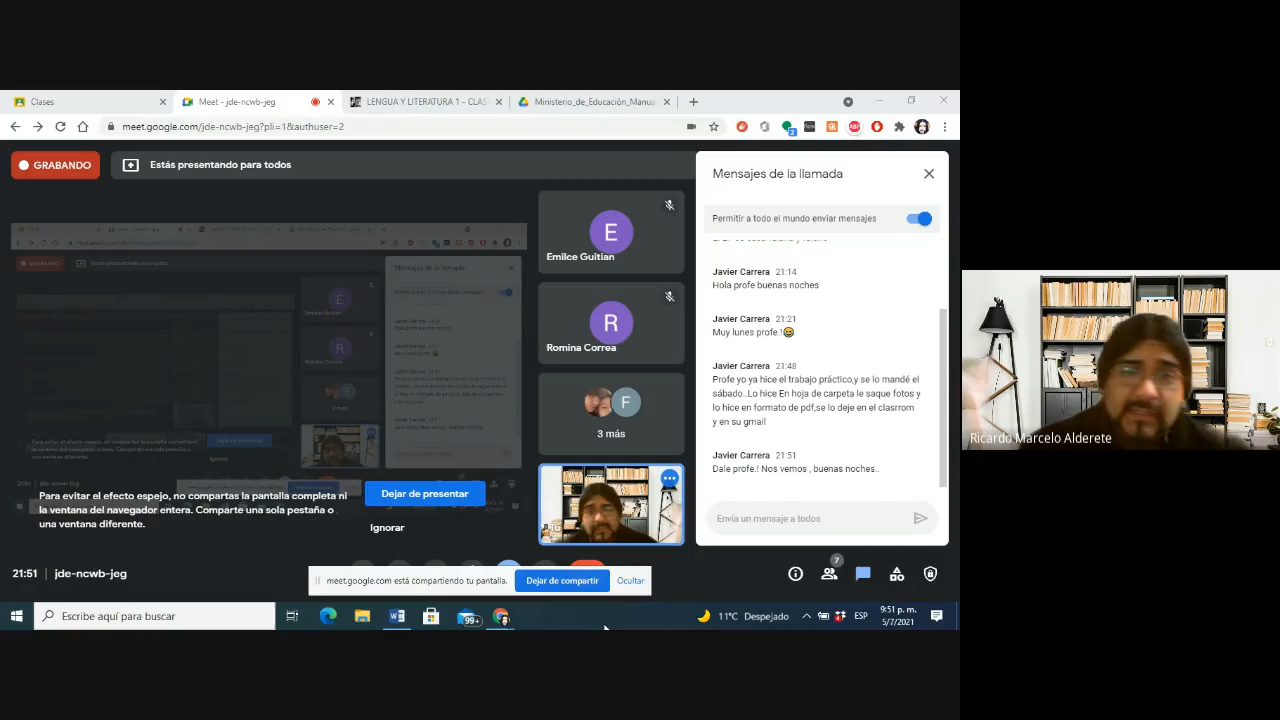 Clases
Meet - jde-ncwb-jeg
LENGUA Y LITERATURA 1 - CLAS
Ministerio_de_Educación_Manua
meet.google.com/jde-ncwb-jeg?pli=1&authuser=2
GRABANDO
Estás presentando para todos
Mensajes de la llamada
Permitir a todo el mundo enviar mensajes
Javier Carrera 21:14
Hola profe buenas noches
Javier Carrera 21:21
Muy lunes profe.!😅
Javier Carrera 21:48
Profe yo ya hice el trabajo práctico,y se lo mandé el
sábado..Lo hice En hoja de carpeta le saque fotos y
lo hice en formato de pdf,se lo deje en el clasrrom
y en su gmail
Javier Carrera 21:51
Dale profe.! Nos vemos , buenas noches..
Envía un mensaje a todos
E
Emilce Guitian
R
Romina Correa
F
3 más
Para evitar el efecto espejo, no compartas la pantalla completa ni
la ventana del navegador entera. Comparte una sola pestaña o
una ventana diferente.
Dejar de presentar
Ignorar
21:51 jde-ncwb-jeg
7
meet.google.com está compartiendo tu pantalla.
Dejar de compartir
Ocultar
Escribe aquí para buscar
99+
11°C Despejado
ESP
9:51 p. m.
5/7/2021
Ricardo Marcelo Alderete